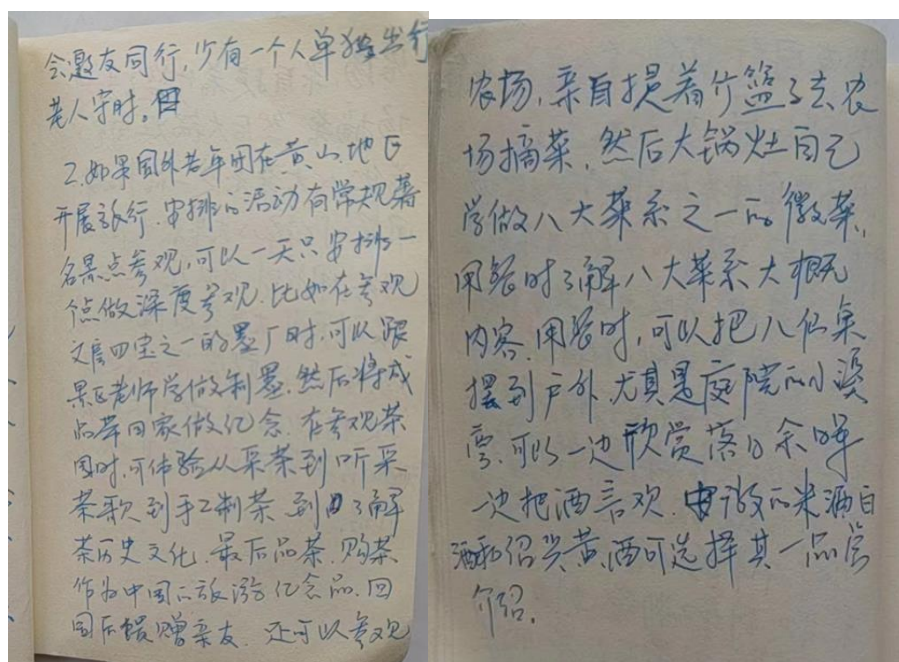 会邀友同行,少有一个人单独出行
老人守时。
2.如果国外老年团在黄山地区
开展旅行.安排的活动有常规著
名景点参观,可以一天只安排一
个点做深度参观.比如在参观
文房四宝之一的墨厂时,可以跟
景区老师学做制墨.然后将成
品带回家做纪念.在参观茶
园时,可体验从采茶到听采
茶歌到手工制茶到了解
茶历史文化.最后品茶.购茶
作为中国之旅游纪念品.回
国后馈赠亲友.还可以参观
农场,亲自提着竹篮子去农
场摘菜,然后大锅灶自己
学做八大菜系之一的徽菜,
用餐时了解八大菜系大概
内容.用餐时,可以把八仙桌
摆到户外尤其是庭院的小
亭.可以一边欣赏落日余晖
一边把酒言欢.徽的米酒白
酒和绍兴黄酒可选择其一品尝
介绍.